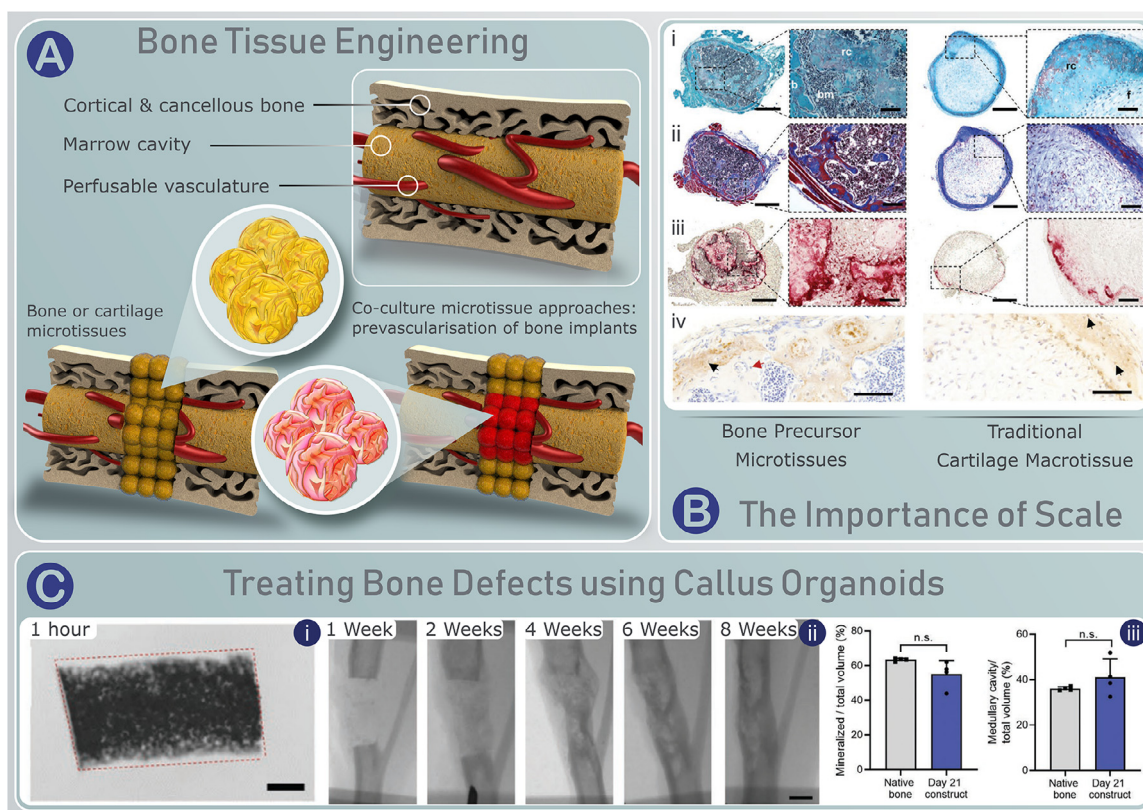 A
Bone Tissue Engineering
Cortical & cancellous bone
Marrow cavity
Perfusable vasculature
Bone or cartilage
microtissues
Co-culture microtissue approaches:
prevascularisation of bone implants
i
rc
b
bm
rc
f
ii
iii
iv
Bone Precursor
Microtissues
Traditional
Cartilage Macrotissue
B
The Importance of Scale
C
Treating Bone Defects using Callus Organoids
1 hour
i
1 Week
2 Weeks
4 Weeks
6 Weeks
8 Weeks
ii
Mineralized / total volume (%)
80
60
40
20
0
n.s.
Native
bone
Day 21
construct
iii
Medullary cavity/
total volume (%)
60
40
20
0
n.s.
Native
bone
Day 21
construct